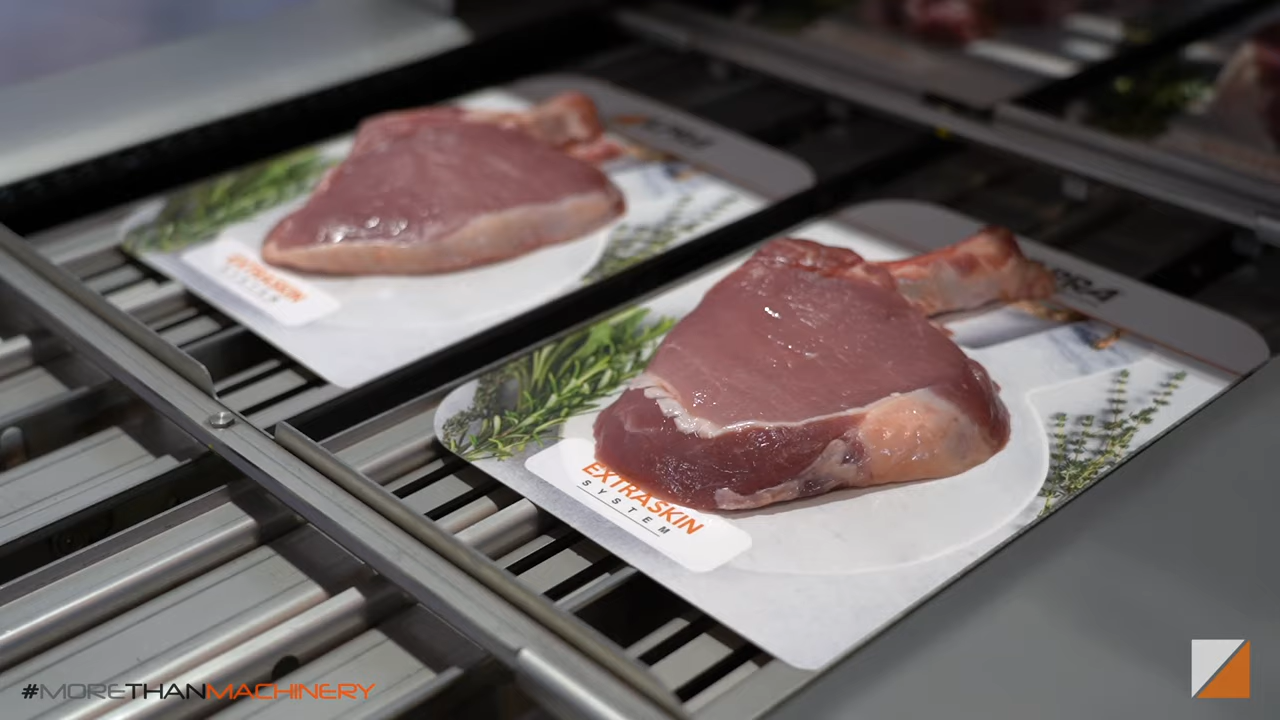 EXTRASKIN
SYSTEM
EXTRASKIN
SYSTEM
#MORETHANMACHINERY